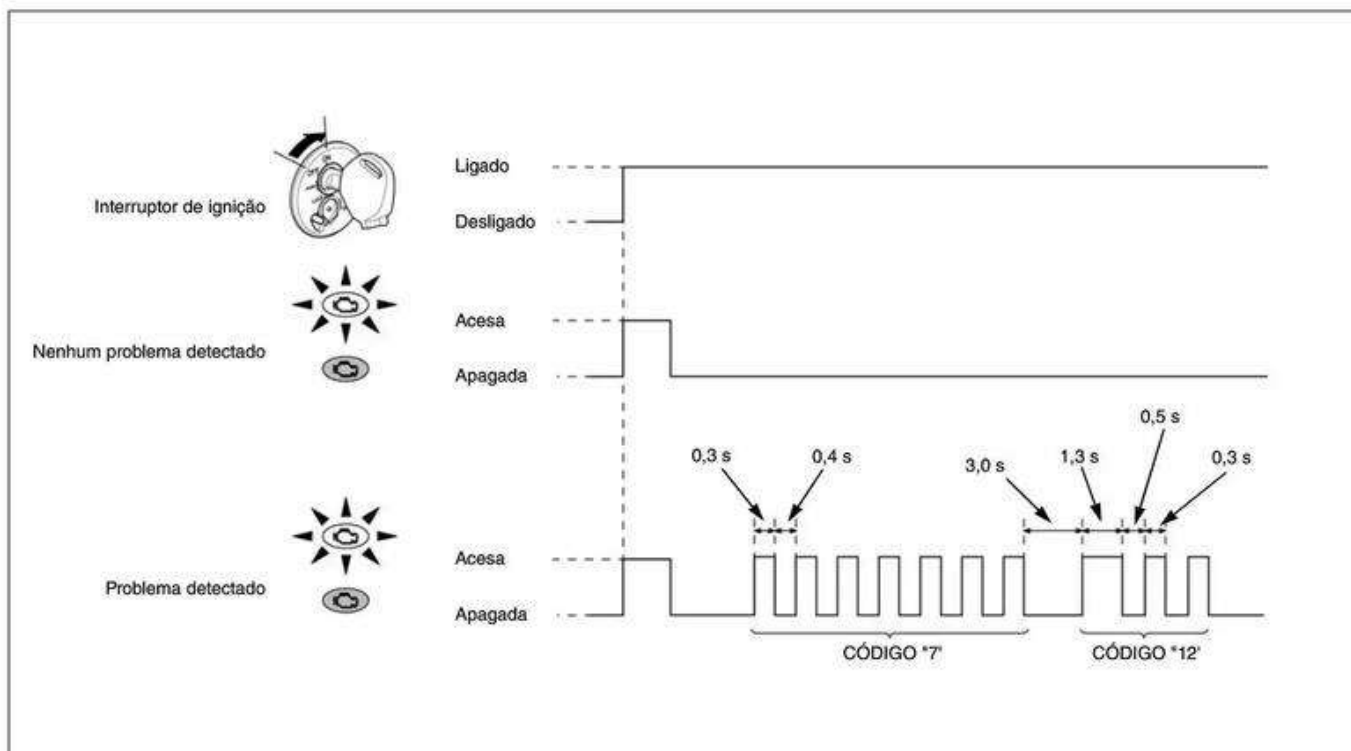 Interruptor de ignição
Ligado
Desligado
Nenhum problema detectado
Acesa
Apagada
0,5 s
0,3 s
0,4 s
3,0 s
1,3 s
0,3 s
Problema detectado
Acesa
Apagada
CÓDIGO "7'
CÓDIGO "12'